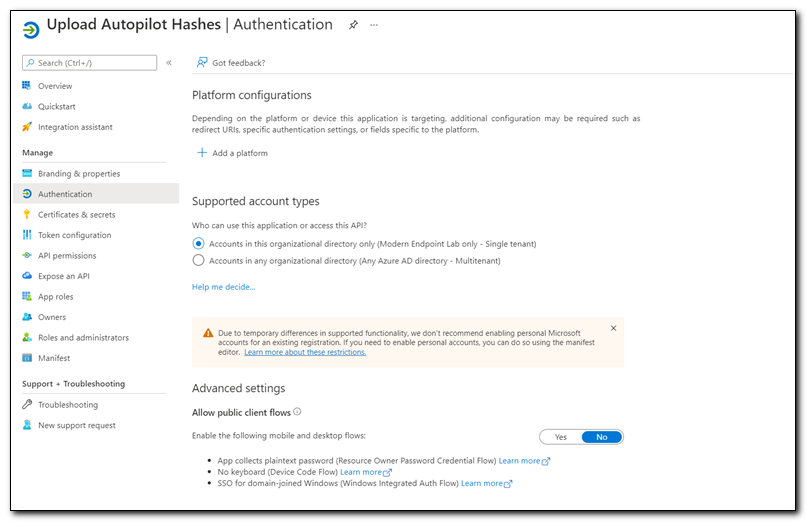 Upload Autopilot Hashes | Authentication
Search (Ctrl+/)
Overview
Quickstart
Integration assistant
Manage
Branding & properties
Authentication
Certificates & secrets
Token configuration
API permissions
Expose an API
App roles
Owners
Roles and administrators
Manifest
Support + Troubleshooting
Troubleshooting
New support request
Got feedback?
Platform configurations
Depending on the platform or device this application is targeting, additional configuration may be required such as
redirect URIs, specific authentication settings, or fields specific to the platform.
Add a platform
Supported account types
Who can use this application or access this API?
Accounts in this organizational directory only (Modern Endpoint Lab only - Single tenant)
Accounts in any organizational directory (Any Azure AD directory - Multitenant)
Help me decide...
Due to temporary differences in supported functionality, we don't recommend enabling personal Microsoft
accounts for an existing registration. If you need to enable personal accounts, you can do so using the manifest
editor. Learn more about these restrictions.
Advanced settings
Allow public client flows
Enable the following mobile and desktop flows:
Yes No
• App collects plaintext password (Resource Owner Password Credential Flow) Learn more
• No keyboard (Device Code Flow) Learn more
• SSO for domain-joined Windows (Windows Integrated Auth Flow) Learn more